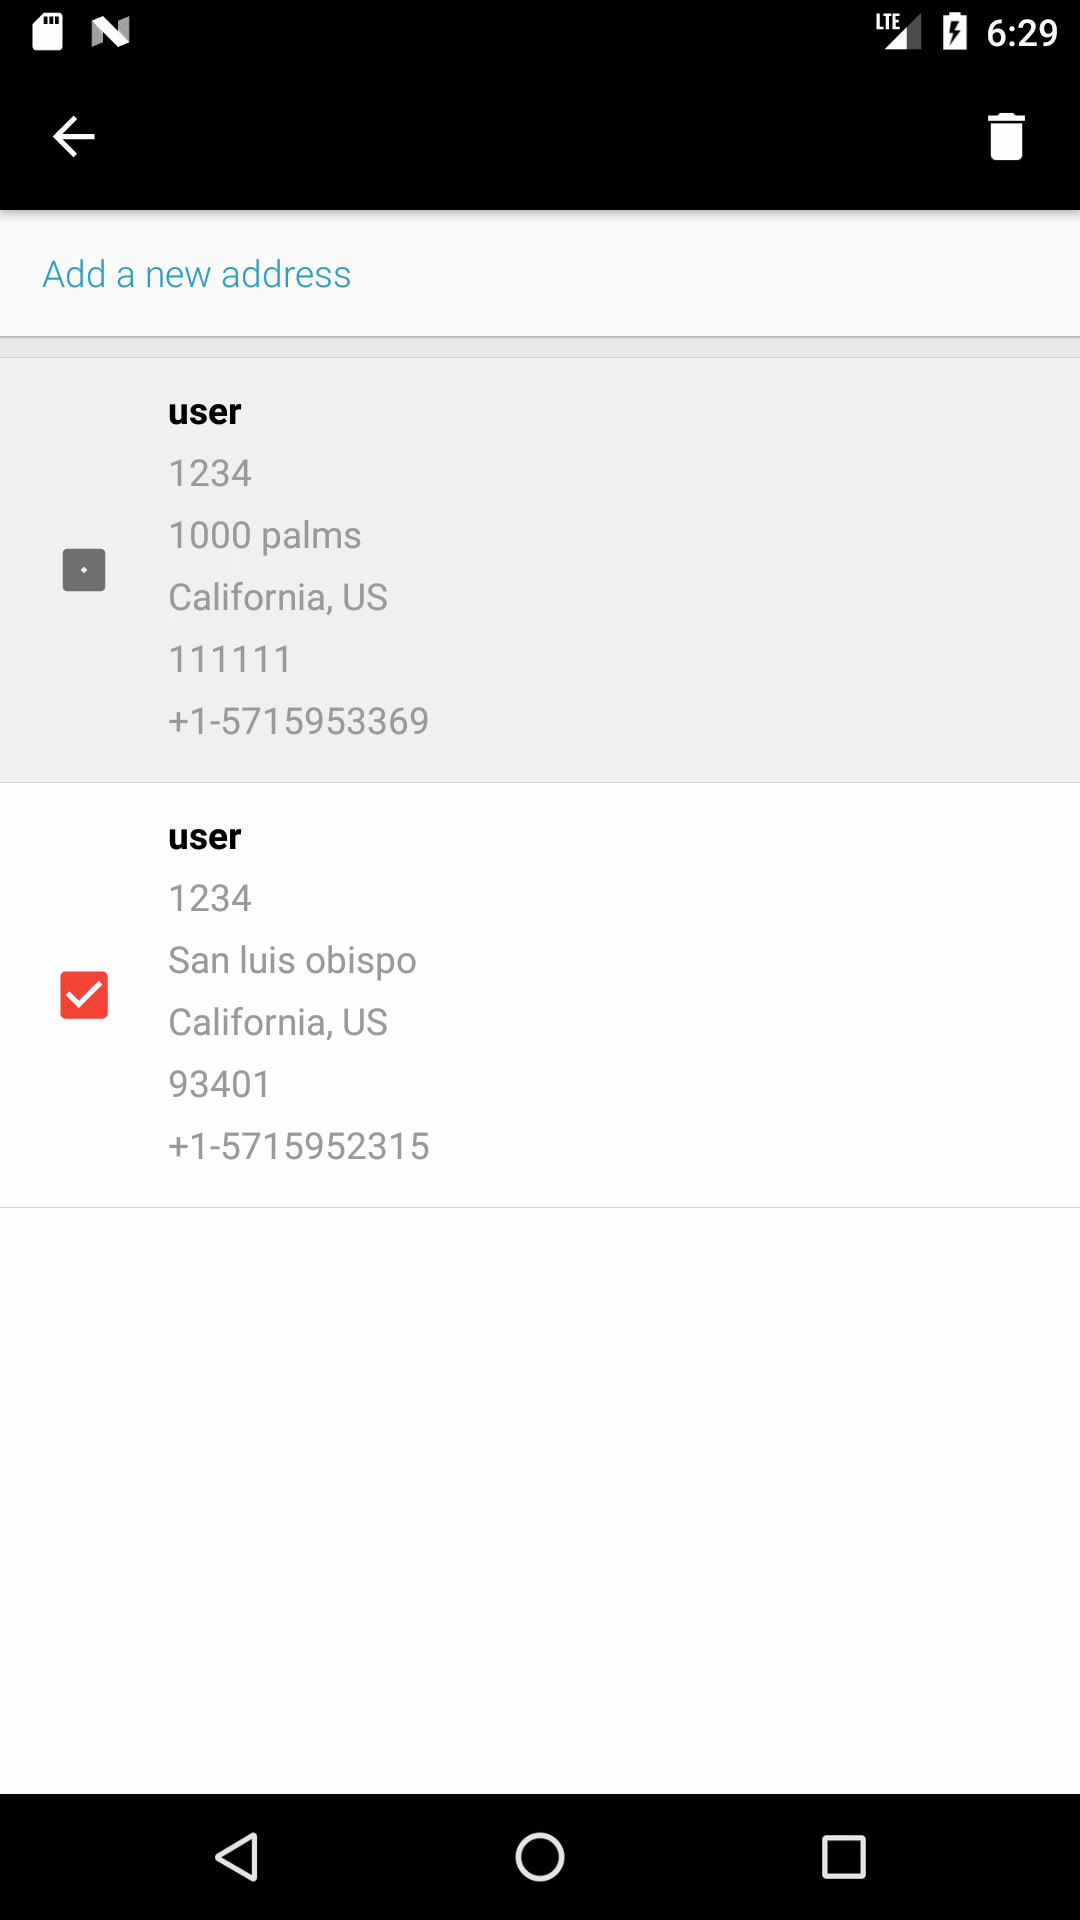 LTE 6:29
Add a new address
user
1234
1000 palms
California, US
111111
+1-5715953369
user
1234
San luis obispo
California, US
93401
+1-5715952315